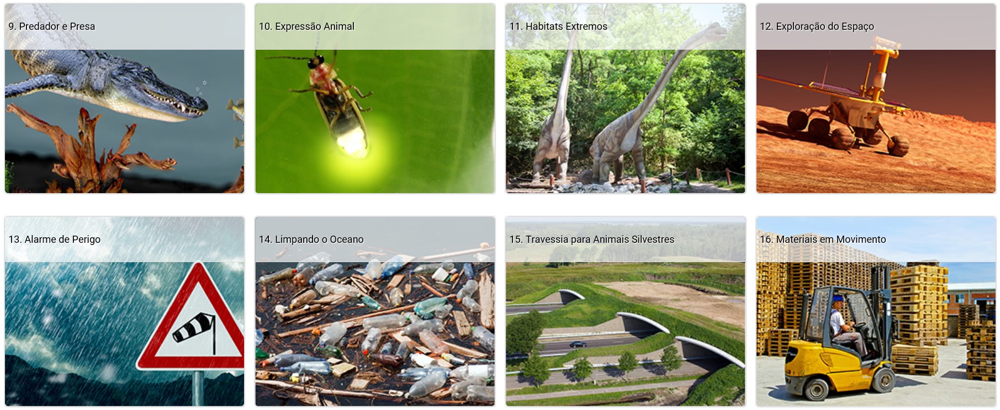 9. Predador e Presa
10. Expressão Animal
11. Habitats Extremos
12. Exploração do Espaço
13. Alarme de Perigo
14. Limpando o Oceano
15. Travessia para Animais Silvestres
16. Materiais em Movimento